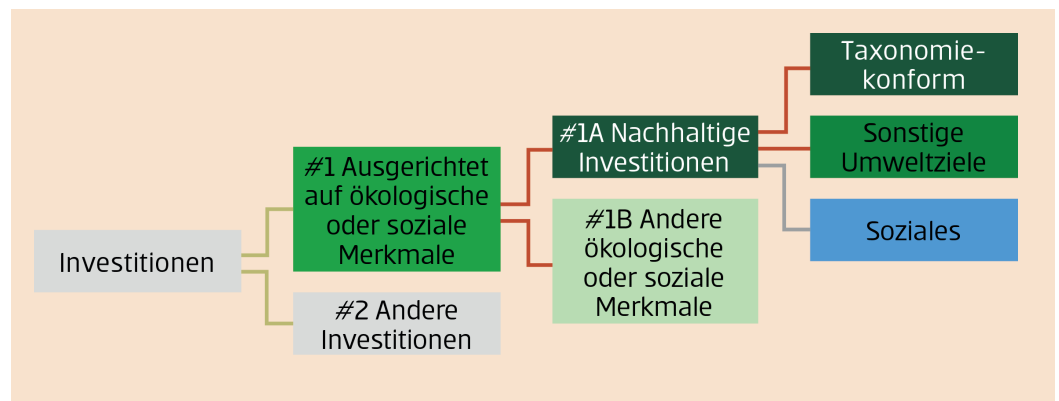 Investitionen
#1 Ausgerichtet
auf ökologische
oder soziale
Merkmale
#2 Andere
Investitionen
#1A Nachhaltige
Investitionen
#1B Andere
ökologische
oder soziale
Merkmale
Taxonomie-
konform
Sonstige
Umweltziele
Soziales